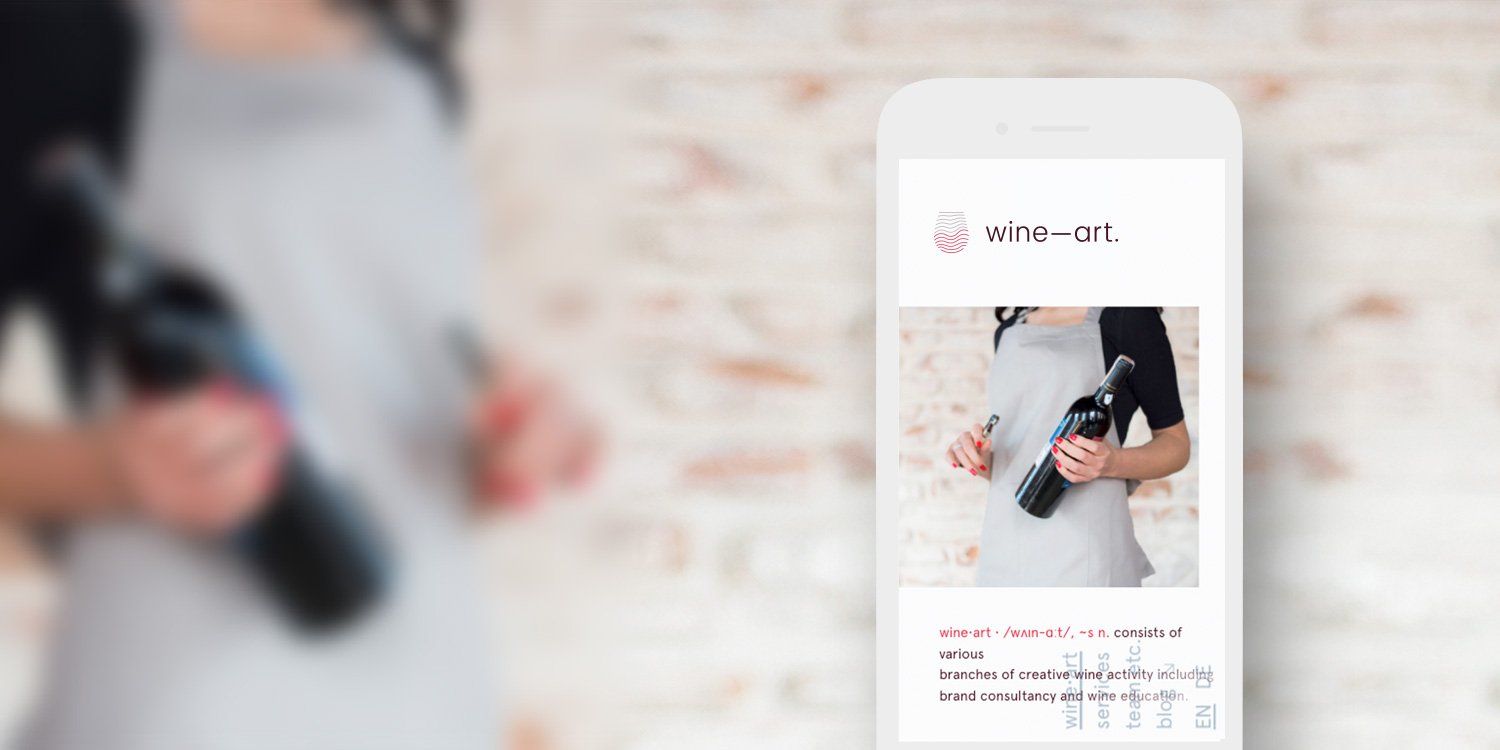 wine—art.
wine·art · /wʌɪn-ɑːt/, ~s n. consists of
various
branches of creative wine activity including
brand consultancy and wine education.
wine·art
services
team etc.
blog ↗
EN DE